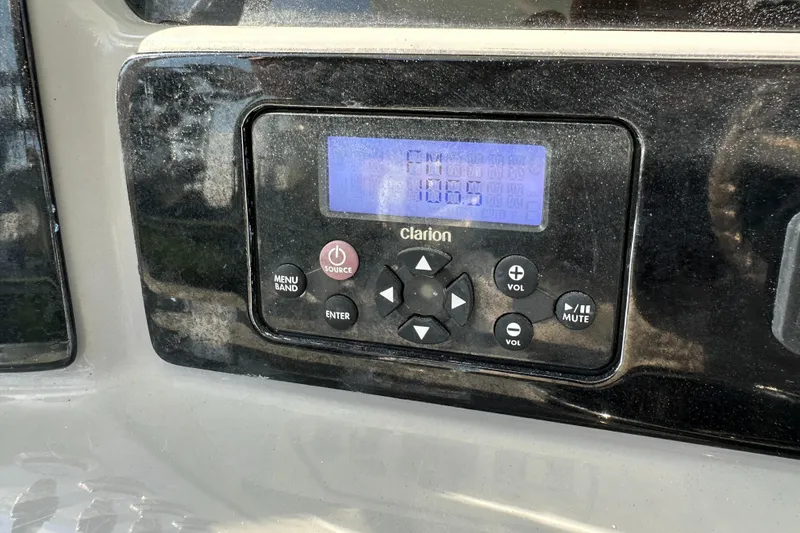 FM
106.5
clarion
SOURCE
MENU
BAND
ENTER
VOL
VOL
MUTE